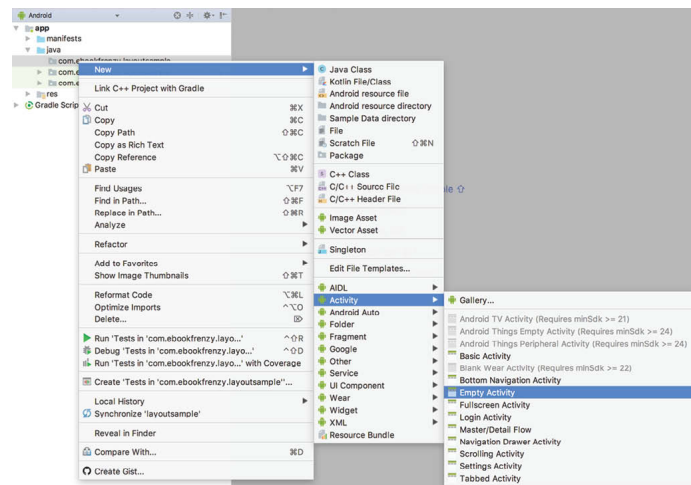 Android
app
manifests
java
com.ebookfrenzy.layoutsample
com.e
com.e
res
Gradle Scrip
New
Link C++ Project with Gradle
Cut ⌘X
Copy ⌘C
Copy Path ⇧⌘C
Copy as Rich Text
Copy Reference ⌥⇧⌘C
Paste ⌘V
Find Usages ⌥F7
Find in Path... ⇧⌘F
Replace in Path... ⇧⌘R
Analyze
Refactor
Add to Favorites
Show Image Thumbnails ⇧⌘T
Reformat Code ⌥⌘L
Optimize Imports ^⌥O
Delete... ⌦
Run 'Tests in 'com.ebookfrenzy.layo...' ^⇧R
Debug 'Tests in 'com.ebookfrenzy.layo...' ^⇧D
Run 'Tests in 'com.ebookfrenzy.layo...' with Coverage
Create 'Tests in 'com.ebookfrenzy.layoutsample''...
Local History
Synchronize 'layoutsample'
Reveal in Finder
Compare With... ⌘D
Create Gist...
Java Class
Kotlin File/Class
Android resource file
Android resource directory
Sample Data directory
File
Scratch File ⇧⌘N
Package
C++ Class
C/C++ Source File
C/C++ Header File
Image Asset
Vector Asset
Singleton
Edit File Templates...
AIDL
Activity
Android Auto
Folder
Fragment
Google
Other
Service
UI Component
Wear
Widget
XML
Resource Bundle
le ⇧
Gallery...
Android TV Activity (Requires minSdk >= 21)
Android Things Empty Activity (Requires minSdk >= 24)
Android Things Peripheral Activity (Requires minSdk >= 24)
Basic Activity
Blank Wear Activity (Requires minSdk >= 22)
Bottom Navigation Activity
Empty Activity
Fullscreen Activity
Login Activity
Master/Detail Flow
Navigation Drawer Activity
Scrolling Activity
Settings Activity
Tabbed Activity